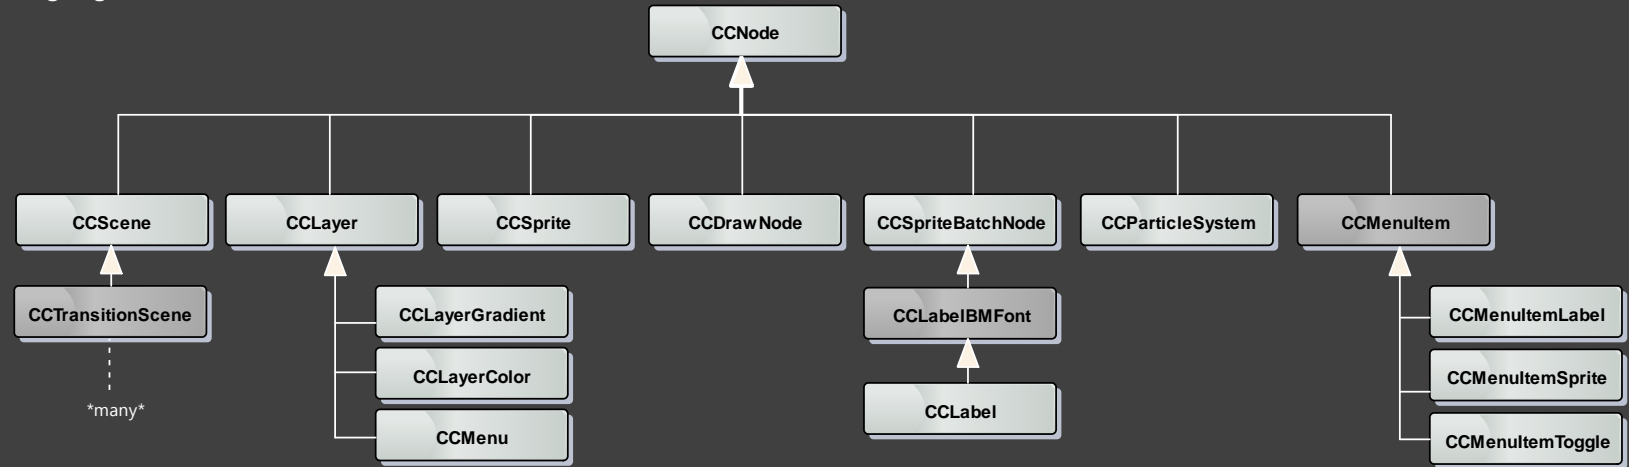 CCNode
CCScene
CCLayer
CCSprite
CCDrawNode
CCSpriteBatchNode
CCParticleSystem
CCMenuItem
CCTransitionScene
CCLayerGradient
CCLabelBMFont
CCMenuItemLabel
CCLayerColor
CCMenuItemSprite
*many*
CCLabel
CCMenu
CCMenuItemToggle